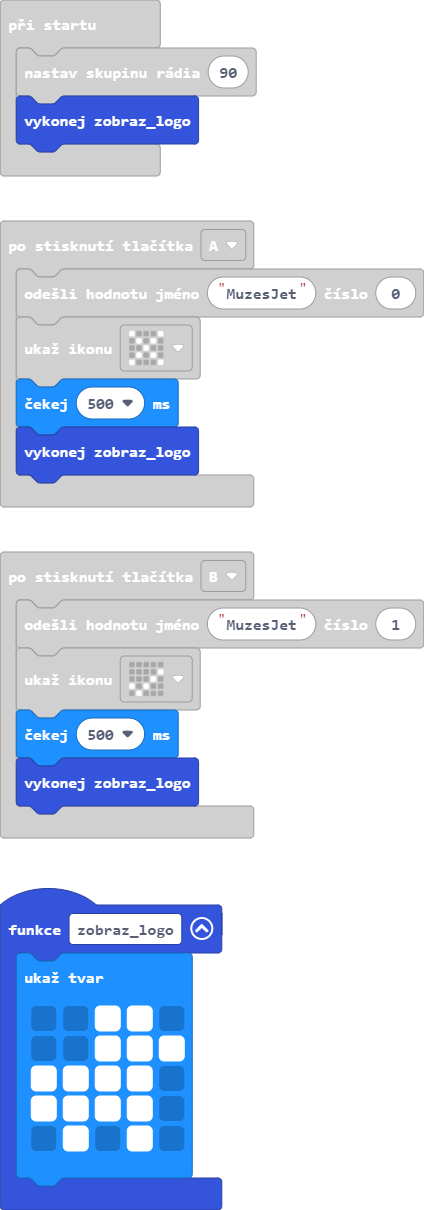 při startu
nastav skupinu rádia 90
vykonej zobraz_logo
po stisknutí tlačítka A
odešli hodnotu jméno "MuzesJet" číslo 0
ukaž ikonu
čekej 500 ms
vykonej zobraz_logo
po stisknutí tlačítka B
odešli hodnotu jméno "MuzesJet" číslo 1
ukaž ikonu
čekej 500 ms
vykonej zobraz_logo
funkce zobraz_logo
ukaž tvar